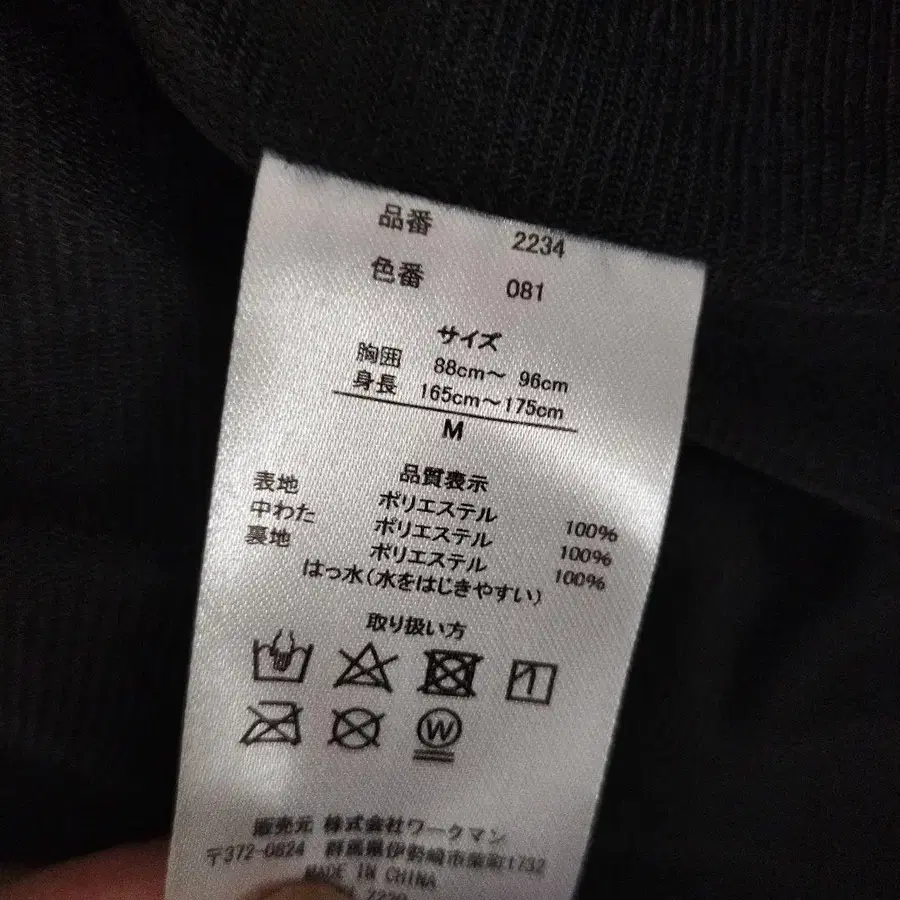 品番 2234
色番 081
サイズ
胸囲 88cm～ 96cm
身長 165cm～175cm
M
品質表示
表地 ポリエステル 100%
中わた ポリエステル 100%
裏地 ポリエステル 100%
はっ水(水をはじきやすい)
取り扱い方
W
販売元 株式会社ワークマン
〒372-0824 群馬県伊勢崎市柴町1732
MADE IN CHINA